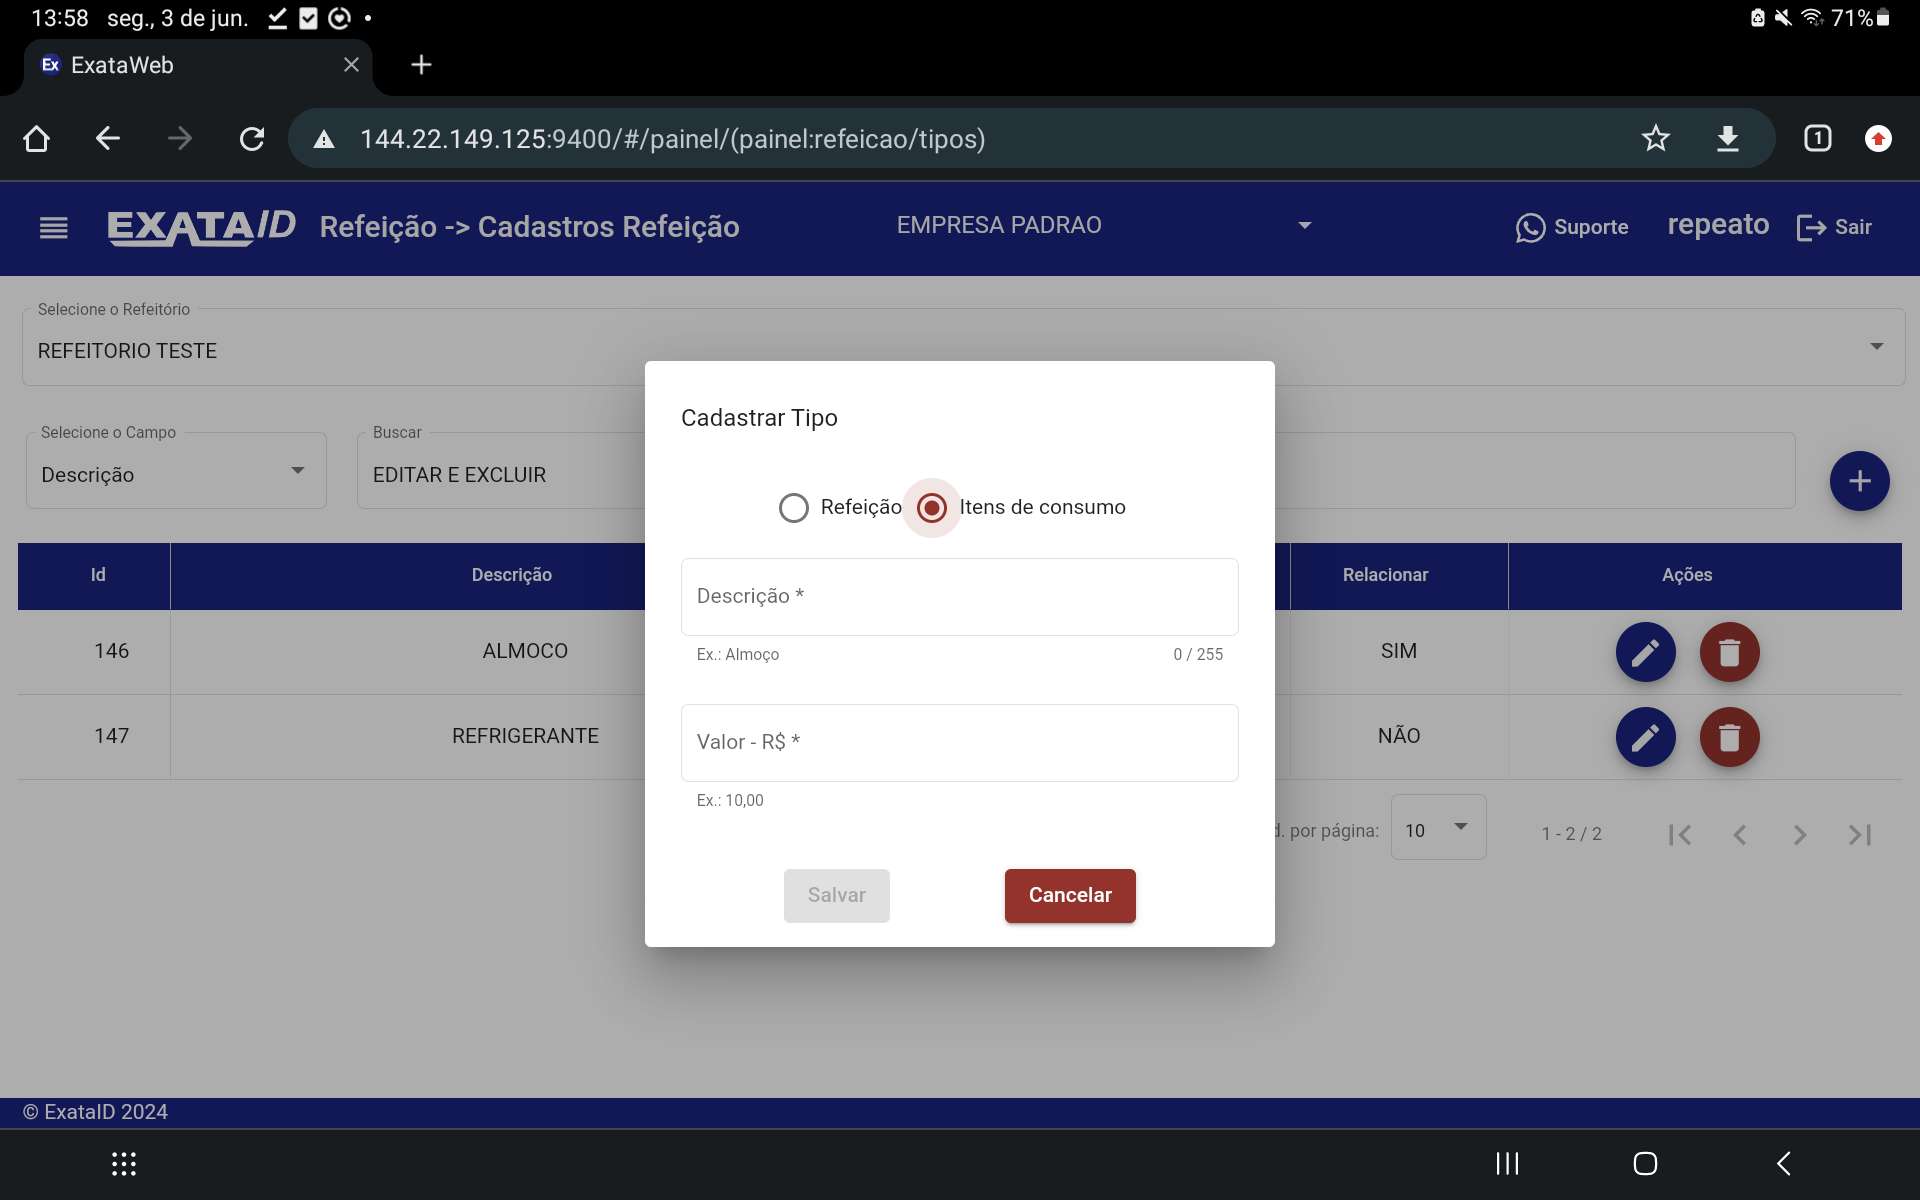 13:58 seg., 3 de jun. 71%
Ex ExataWeb
144.22.149.125:9400/#/painel/(painel:refeicao/tipos) 1
EXATAID Refeição -> Cadastros Refeição EMPRESA PADRAO Suporte repeato Sair
Selecione o Refeitório
REFEITORIO TESTE
Selecione o Campo
Descrição
Buscar
EDITAR E EXCLUIR
Id Descrição Relacionar Ações
146 ALMOCO SIM
147 REFRIGERANTE NÃO
por página: 10 1 - 2 / 2
Cadastrar Tipo
Refeição Itens de consumo
Descrição *
Ex.: Almoço 0 / 255
Valor - R$ *
Ex.: 10,00
Salvar Cancelar
© ExataID 2024